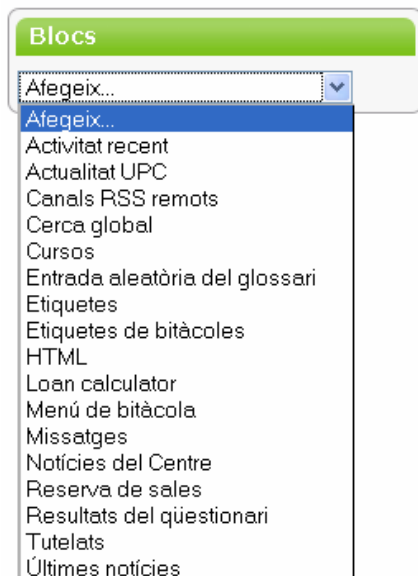 Blocs
Afegeix...
Afegeix...
Activitat recent
Actualitat UPC
Canals RSS remots
Cerca global
Cursos
Entrada aleatòria del glossari
Etiquetes
Etiquetes de bitàcoles
HTML
Loan calculator
Menú de bitàcola
Missatges
Notícies del Centre
Reserva de sales
Resultats del qüestionari
Tutelats
Últimes notícies